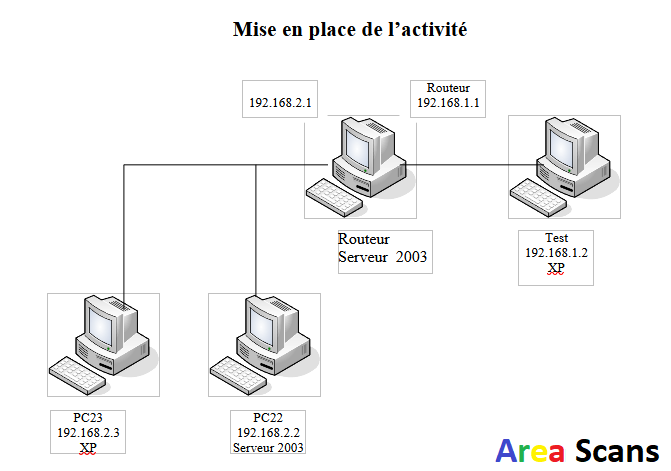 Mise en place de l’activité
192.168.2.1
Routeur
192.168.1.1
Routeur
Serveur 2003
Test
192.168.1.2
XP
PC23
192.168.2.3
XP
PC22
192.168.2.2
Serveur 2003
Area Scans